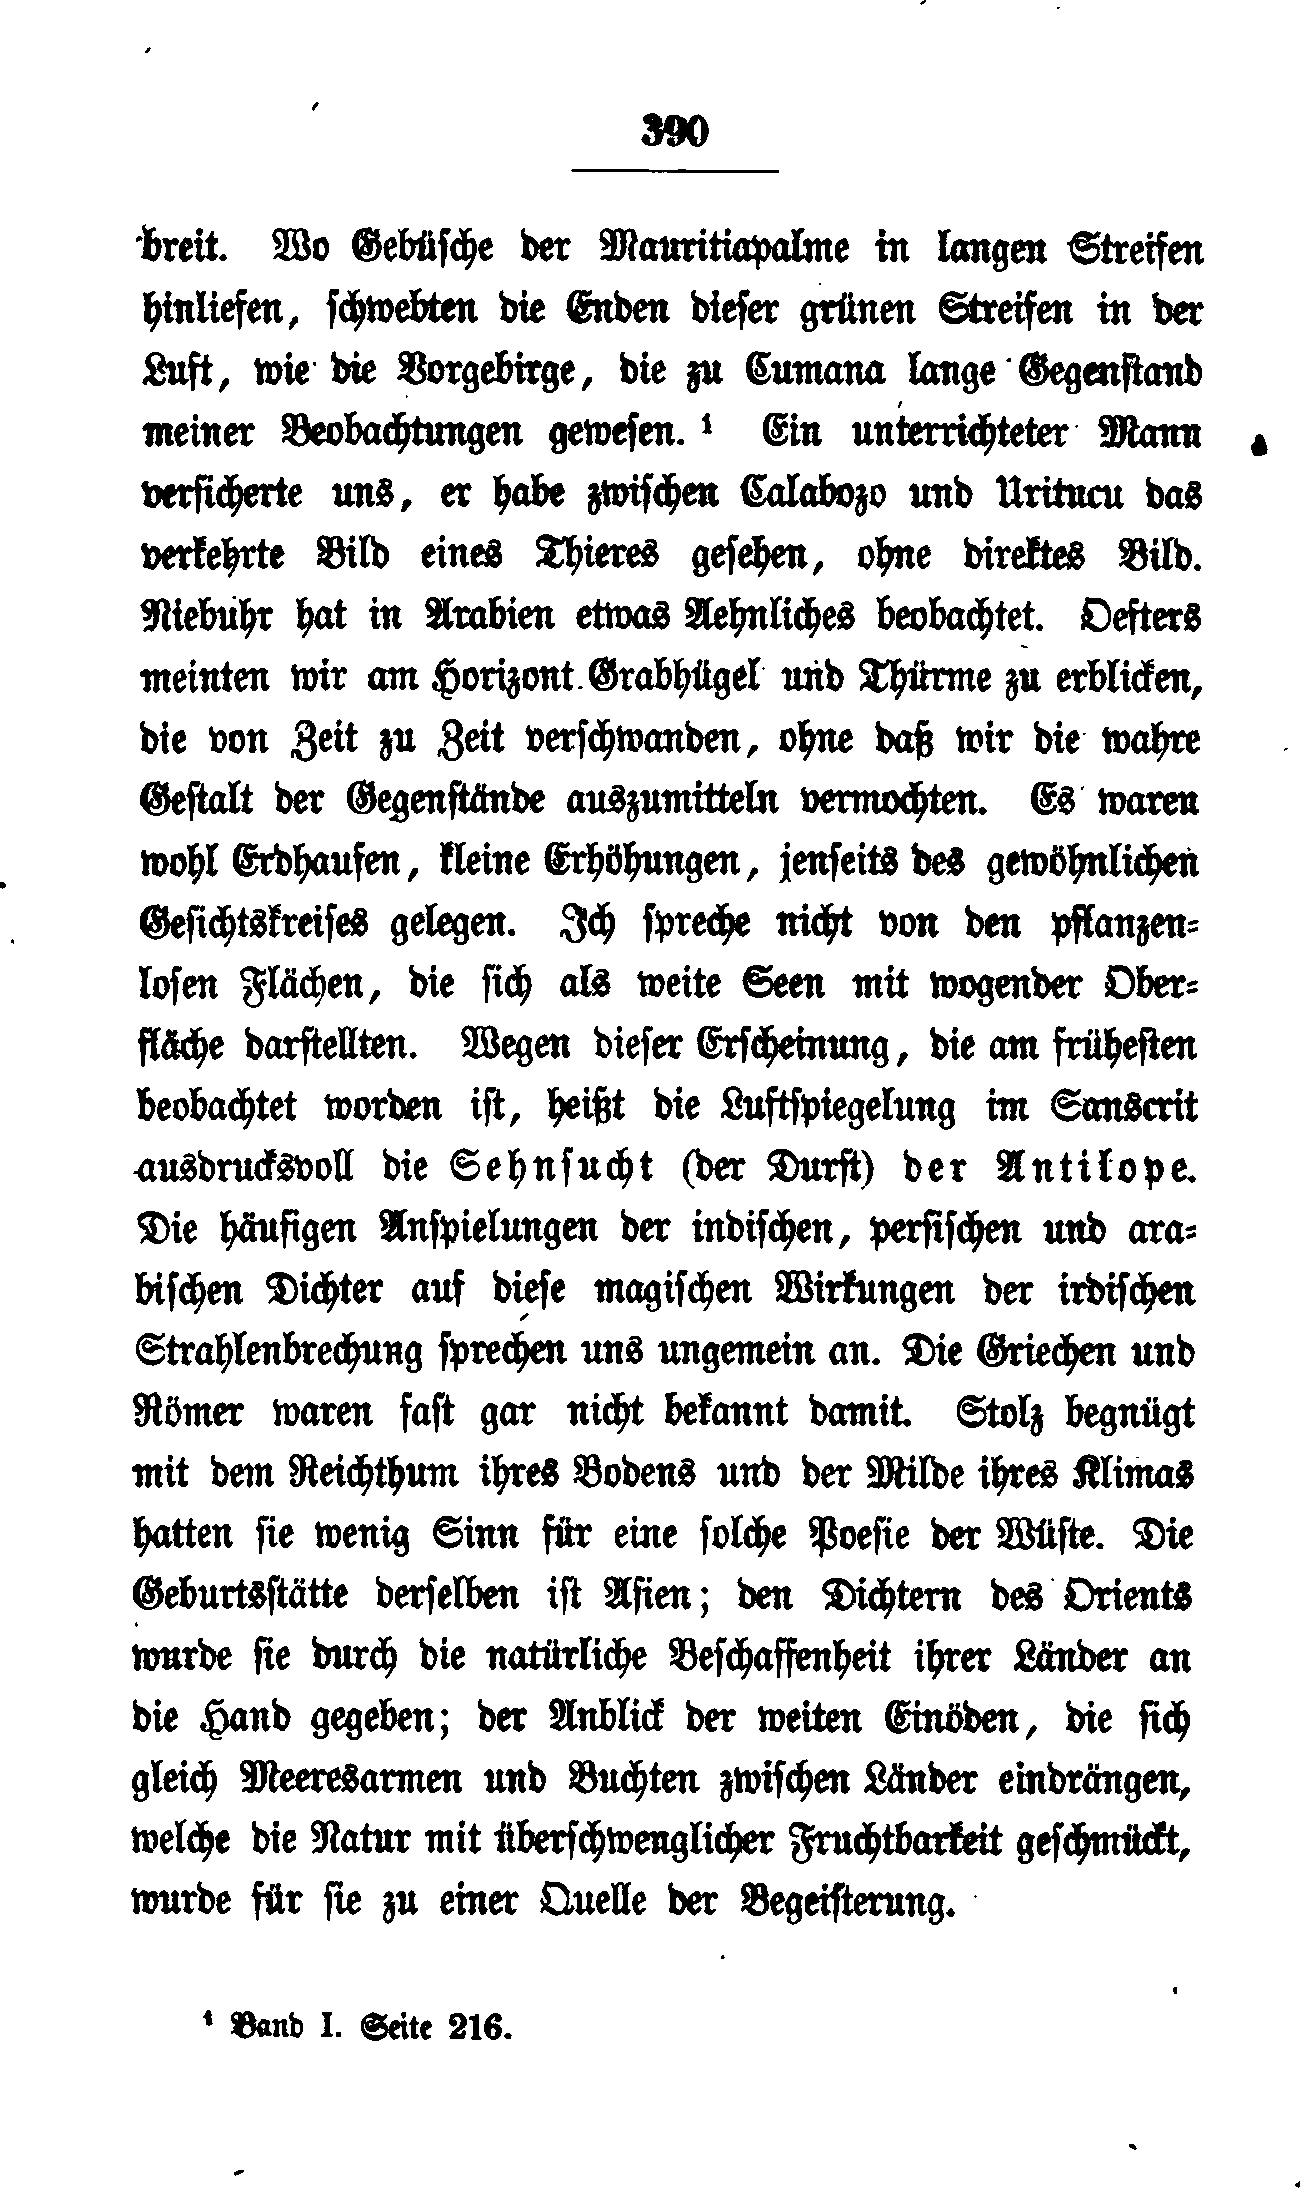 390
breit. Wo Gebüsche der Mauritiapalme in langen Streifen
hinliefen, schwebten die Enden dieser grünen Streifen in der
Luft, wie die Vorgebirge, die zu Cumana lange Gegenstand
meiner Beobachtungen gewesen. ¹ Ein unterrichteter Mann
versicherte uns, er habe zwischen Calabozo und Uritucu das
verkehrte Bild eines Thieres gesehen, ohne direktes Bild.
Niebuhr hat in Arabien etwas Aehnliches beobachtet. Oefters
meinten wir am Horizont Grabhügel und Thürme zu erblicken,
die von Zeit zu Zeit verschwanden, ohne daß wir die wahre
Gestalt der Gegenstände auszumitteln vermochten. Es waren
wohl Erdhaufen, kleine Erhöhungen, jenseits des gewöhnlichen
Gesichtskreises gelegen. Ich spreche nicht von den pflanzen-
losen Flächen, die sich als weite Seen mit wogender Ober-
fläche darstellten. Wegen dieser Erscheinung, die am frühesten
beobachtet worden ist, heißt die Luftspiegelung im Sanscrit
ausdrucksvoll die Sehnsucht (der Durst) der Antilope.
Die häufigen Anspielungen der indischen, persischen und ara-
bischen Dichter auf diese magischen Wirkungen der irdischen
Strahlenbrechung sprechen uns ungemein an. Die Griechen und
Römer waren fast gar nicht bekannt damit. Stolz begnügt
mit dem Reichthum ihres Bodens und der Milde ihres Klimas
hatten sie wenig Sinn für eine solche Poesie der Wüste. Die
Geburtsstätte derselben ist Asien; den Dichtern des Orients
wurde sie durch die natürliche Beschaffenheit ihrer Länder an
die Hand gegeben; der Anblick der weiten Einöden, die sich
gleich Meeresarmen und Buchten zwischen Länder eindrängen,
welche die Natur mit überschwenglicher Fruchtbarkeit geschmückt,
wurde für sie zu einer Quelle der Begeisterung.
¹ Band I. Seite 216.